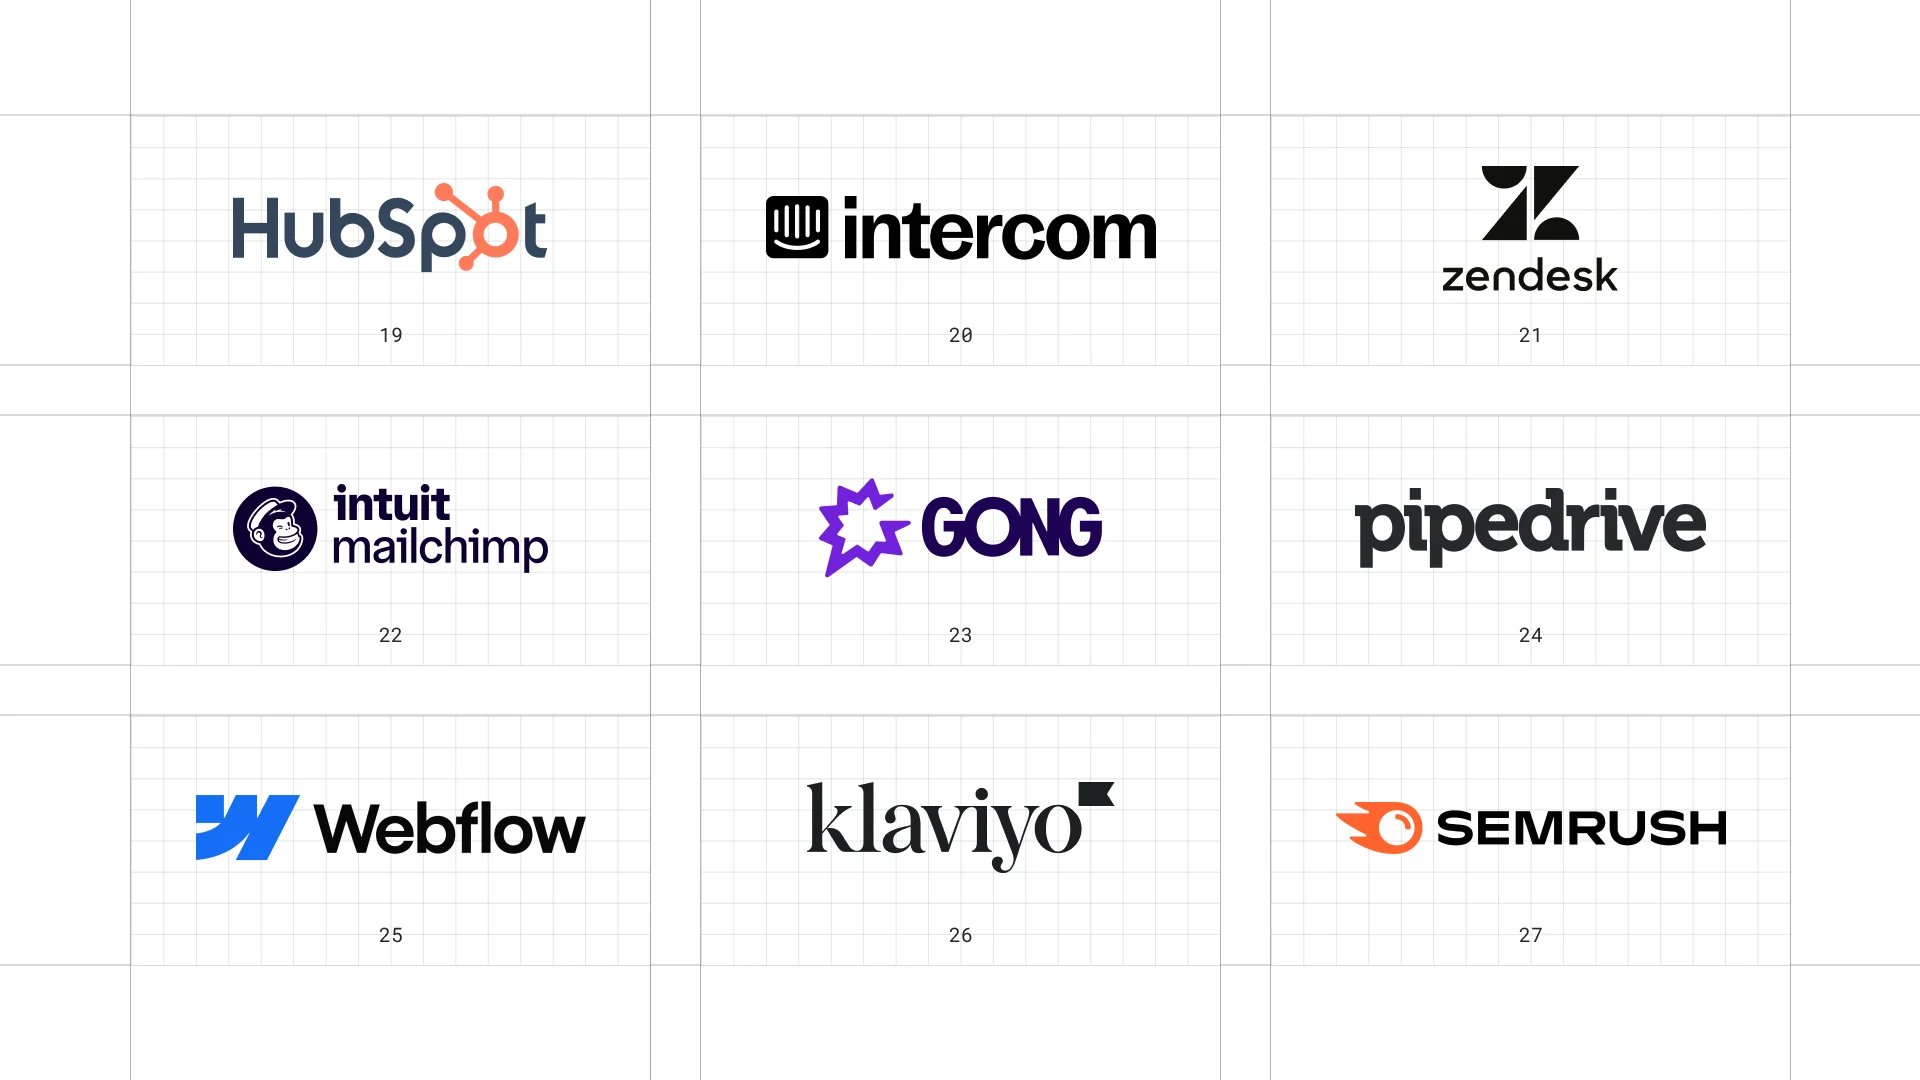 HubSpot
intercom
zendesk
19
20
21
intuit
mailchimp
GONG
pipedrive
22
23
24
Webflow
klaviyo
SEMRUSH
25
26
27